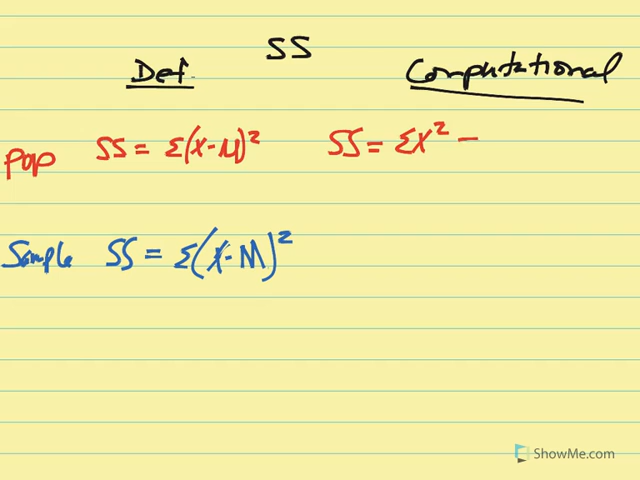 SS
Def. Computational
Pop SS = Σ(X-μ)² SS = ΣX² -
Sample SS = Σ(X-M)²
ShowMe.com